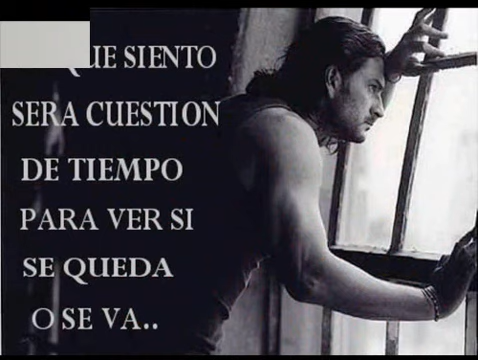 QUE SIENTO
SERA CUESTION
DE TIEMPO
PARA VER SI
SE QUEDA
O SE VA..